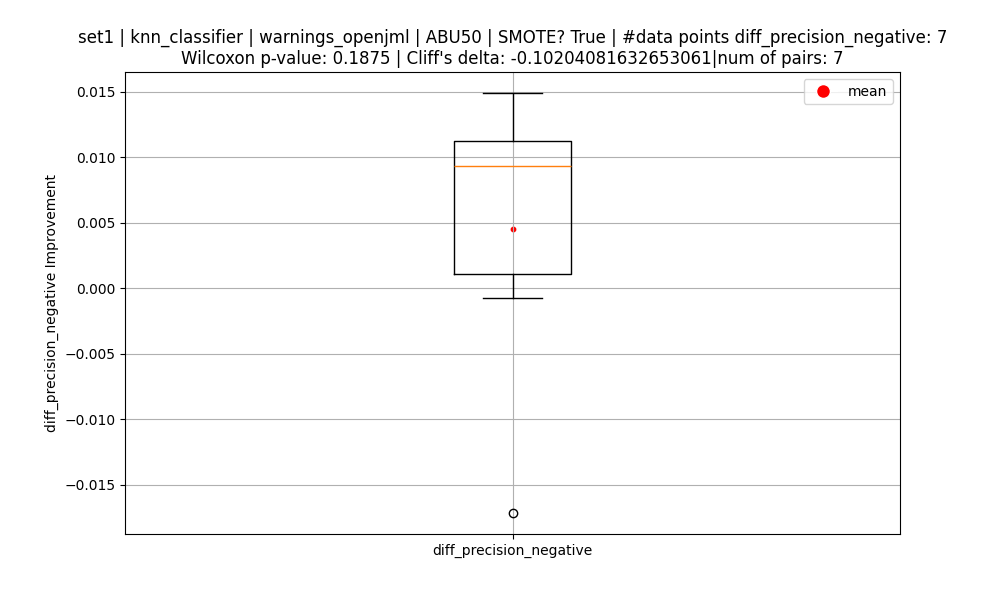 set1 | knn_classifier | warnings_openjml | ABU50 | SMOTE? True | #data points diff_precision_negative: 7
Wilcoxon p-value: 0.1875 | Cliff's delta: -0.10204081632653061|num of pairs: 7
mean
0.015
0.010
0.005
0.000
−0.005
−0.010
−0.015
diff_precision_negative Improvement
diff_precision_negative